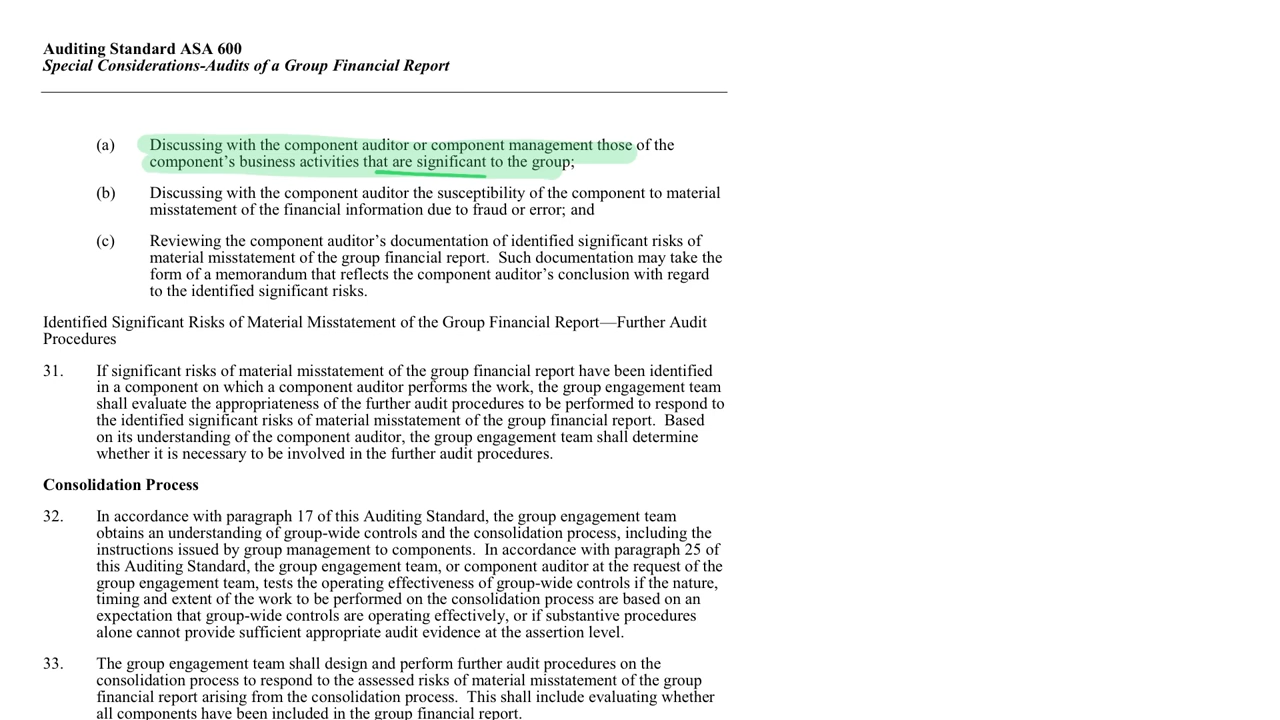 Auditing Standard ASA 600
Special Considerations-Audits of a Group Financial Report
(a) Discussing with the component auditor or component management those of the
component's business activities that are significant to the group;
(b) Discussing with the component auditor the susceptibility of the component to material
misstatement of the financial information due to fraud or error; and
(c) Reviewing the component auditor's documentation of identified significant risks of
material misstatement of the group financial report.  Such documentation may take the
form of a memorandum that reflects the component auditor's conclusion with regard
to the identified significant risks.
Identified Significant Risks of Material Misstatement of the Group Financial Report—Further Audit
Procedures
31. If significant risks of material misstatement of the group financial report have been identified
in a component on which a component auditor performs the work, the group engagement team
shall evaluate the appropriateness of the further audit procedures to be performed to respond to
the identified significant risks of material misstatement of the group financial report.  Based
on its understanding of the component auditor, the group engagement team shall determine
whether it is necessary to be involved in the further audit procedures.
Consolidation Process
32. In accordance with paragraph 17 of this Auditing Standard, the group engagement team
obtains an understanding of group-wide controls and the consolidation process, including the
instructions issued by group management to components.  In accordance with paragraph 25 of
this Auditing Standard, the group engagement team, or component auditor at the request of the
group engagement team, tests the operating effectiveness of group-wide controls if the nature,
timing and extent of the work to be performed on the consolidation process are based on an
expectation that group-wide controls are operating effectively, or if substantive procedures
alone cannot provide sufficient appropriate audit evidence at the assertion level.
33. The group engagement team shall design and perform further audit procedures on the
consolidation process to respond to the assessed risks of material misstatement of the group
financial report arising from the consolidation process.  This shall include evaluating whether
all components have been included in the group financial report.